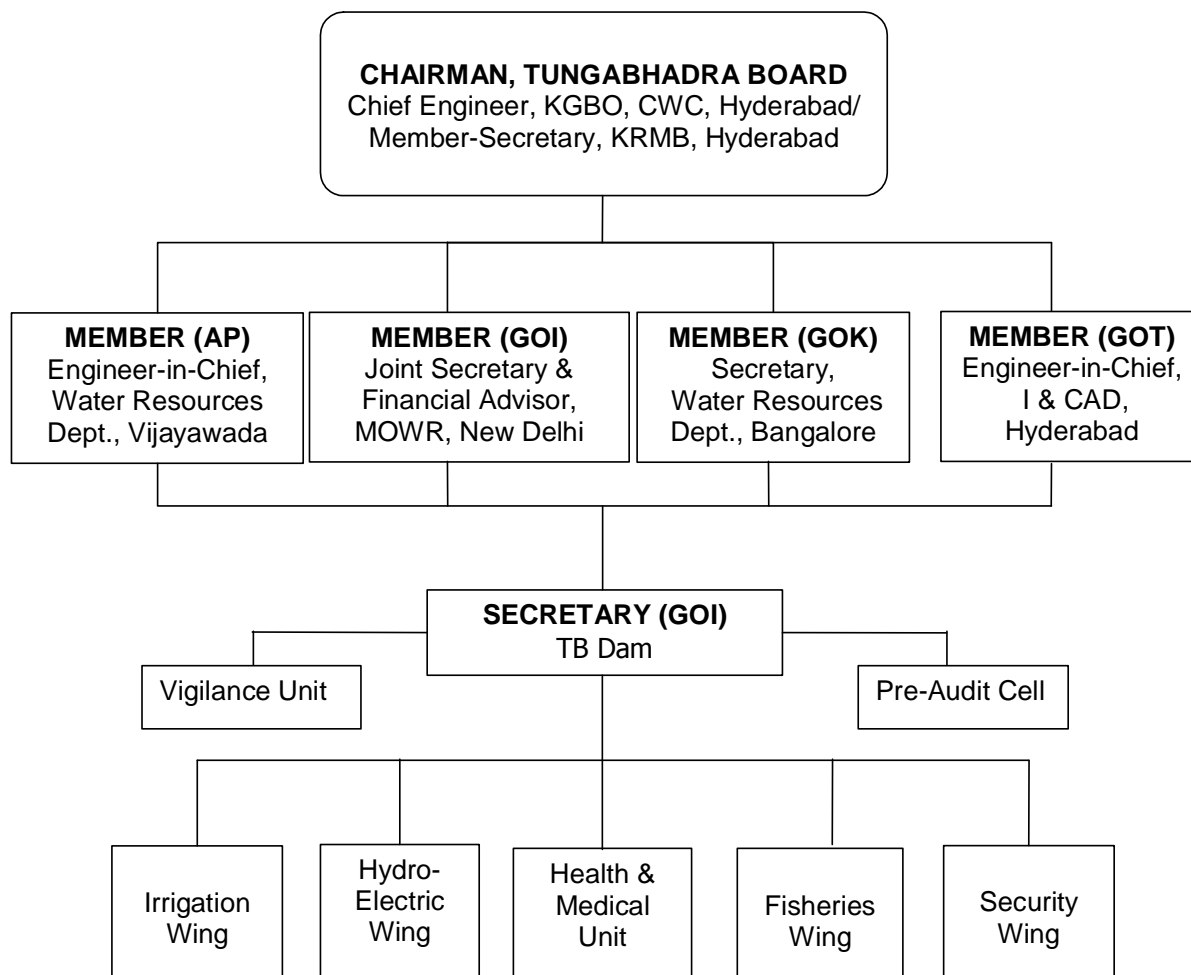 CHAIRMAN, TUNGABHADRA BOARD
Chief Engineer, KGBO, CWC, Hyderabad/
Member-Secretary, KRMB, Hyderabad
MEMBER (AP)
Engineer-in-Chief,
Water Resources
Dept., Vijayawada
MEMBER (GOI)
Joint Secretary &
Financial Advisor,
MOWR, New Delhi
MEMBER (GOK)
Secretary,
Water Resources
Dept., Bangalore
MEMBER (GOT)
Engineer-in-Chief,
I & CAD,
Hyderabad
SECRETARY (GOI)
TB Dam
Vigilance Unit
Pre-Audit Cell
Irrigation
Wing
Hydro-
Electric
Wing
Health &
Medical
Unit
Fisheries
Wing
Security
Wing